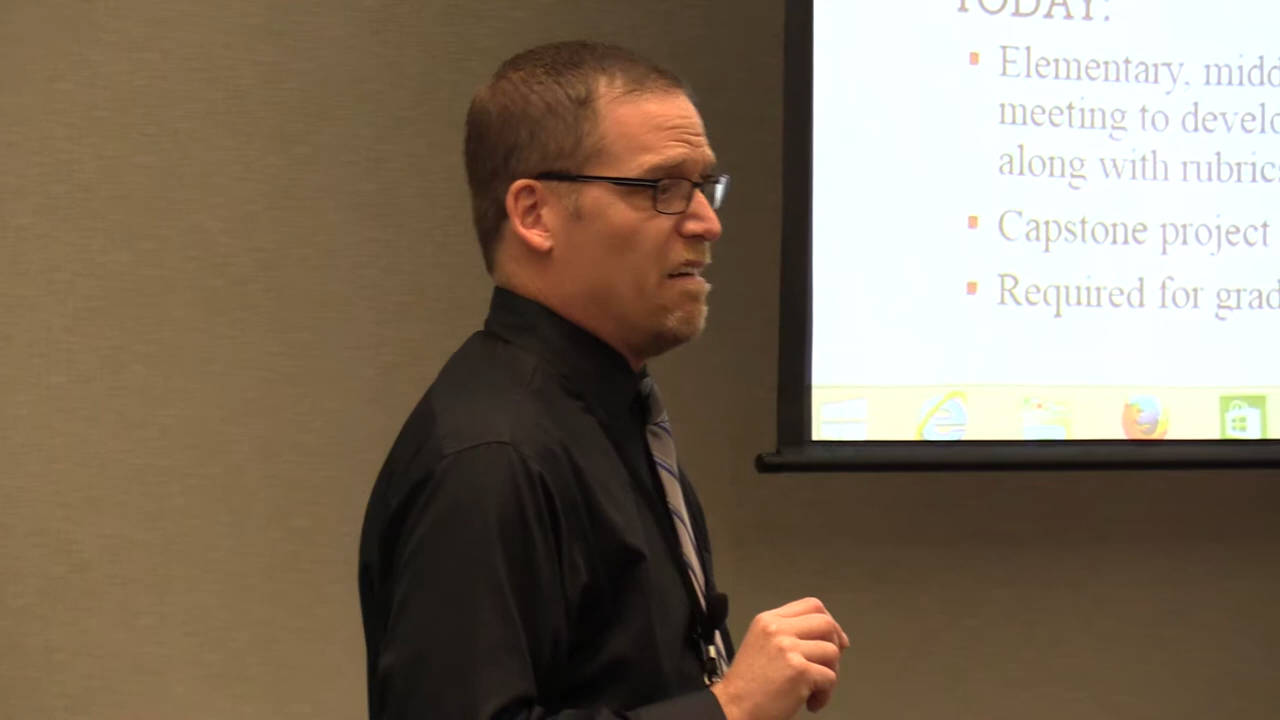 TODAY:
Elementary, midd
meeting to develo
along with rubrics
Capstone project
Required for grad